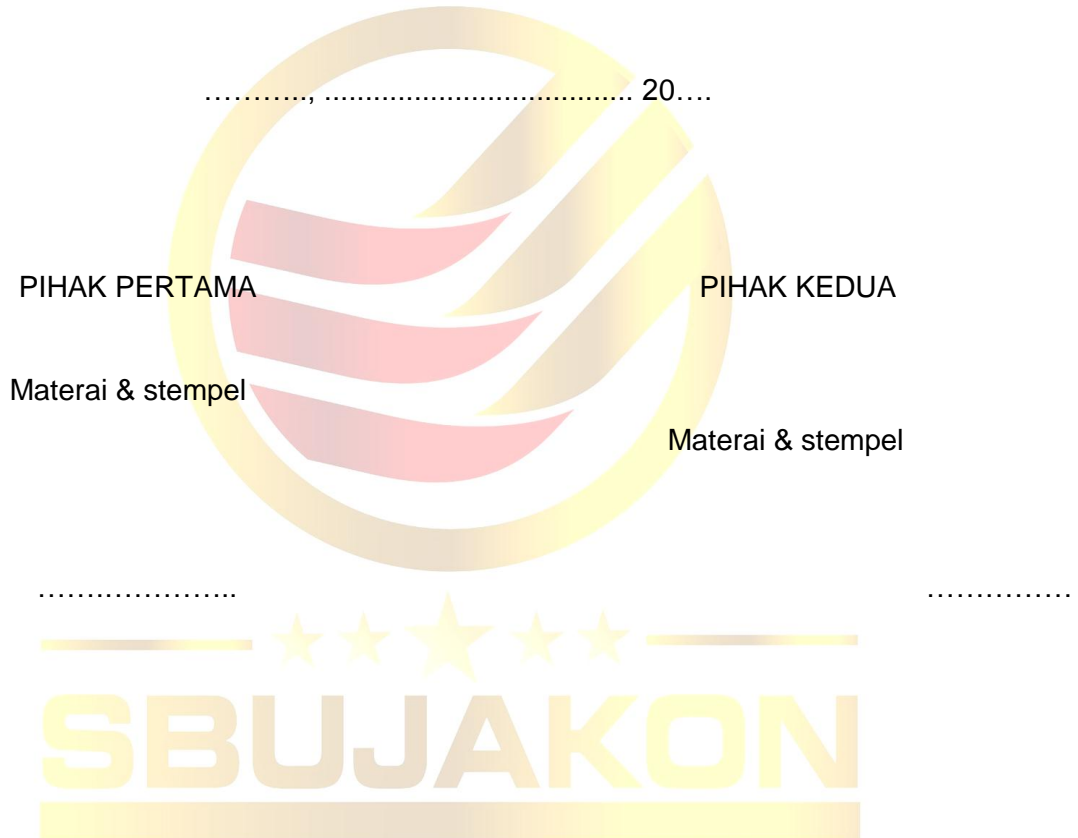 ……….., ...................................... 20….
PIHAK PERTAMA PIHAK KEDUA
Materai & stempel
Materai & stempel
……………….. ……………
SBUJAKON